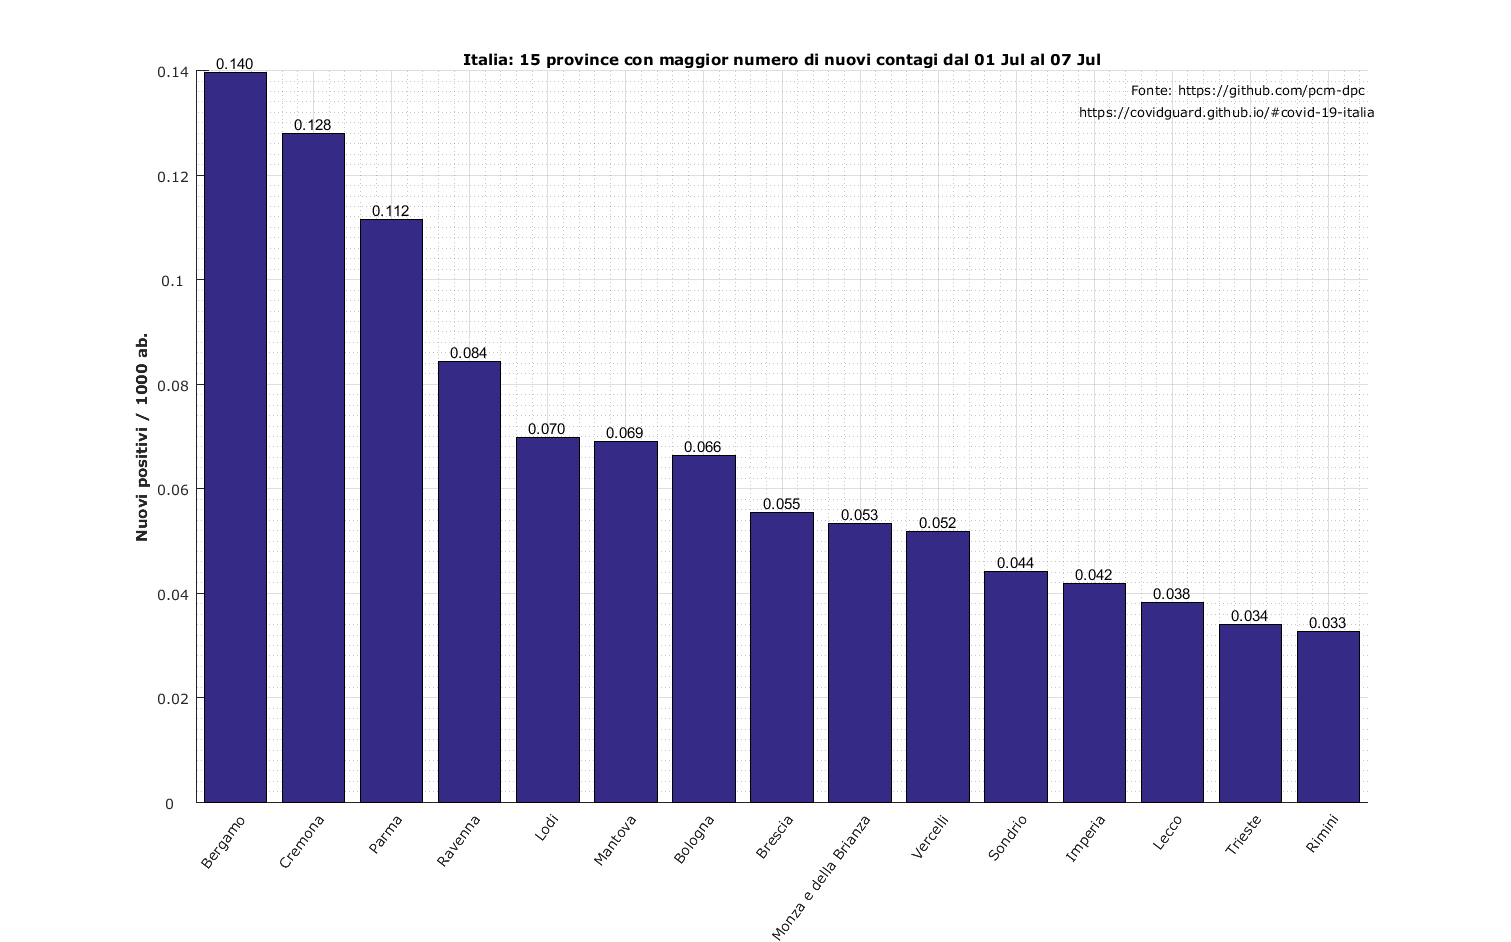 Italia: 15 province con maggior numero di nuovi contagi dal 01 Jul al 07 Jul
Fonte: https://github.com/pcm-dpc
https://covidguard.github.io/#covid-19-italia
Nuovi positivi / 1000 ab.
0.14
0.12
0.1
0.08
0.06
0.04
0.02
0
0.140
0.128
0.112
0.084
0.070
0.069
0.066
0.055
0.053
0.052
0.044
0.042
0.038
0.034
0.033
Bergamo
Cremona
Parma
Ravenna
Lodi
Mantova
Bologna
Brescia
Monza e della Brianza
Vercelli
Sondrio
Imperia
Lecco
Trieste
Rimini